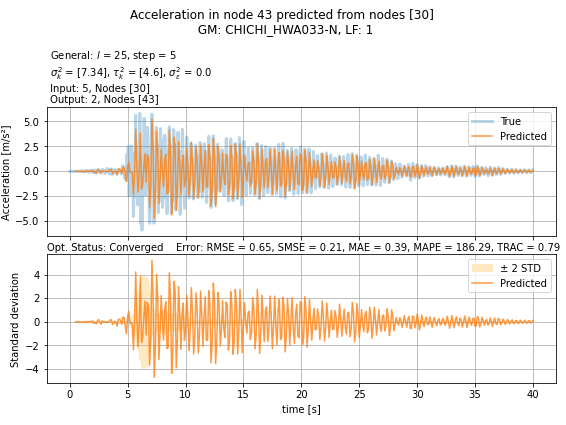 Acceleration in node 43 predicted from nodes [30]
GM: CHICHI_HWA033-N, LF: 1
General: l = 25, step = 5
σ²ₖ = [7.34], τ²ₖ = [4.6], σ²ε = 0.0
Input: 5, Nodes [30]
Output: 2, Nodes [43]
True
Predicted
Acceleration [m/s²]
5.0
2.5
0.0
−2.5
−5.0
Opt. Status: Converged Error: RMSE = 0.65, SMSE = 0.21, MAE = 0.39, MAPE = 186.29, TRAC = 0.79
± 2 STD
Predicted
Standard deviation
4
2
0
−2
−4
0 5 10 15 20 25 30 35 40
time [s]